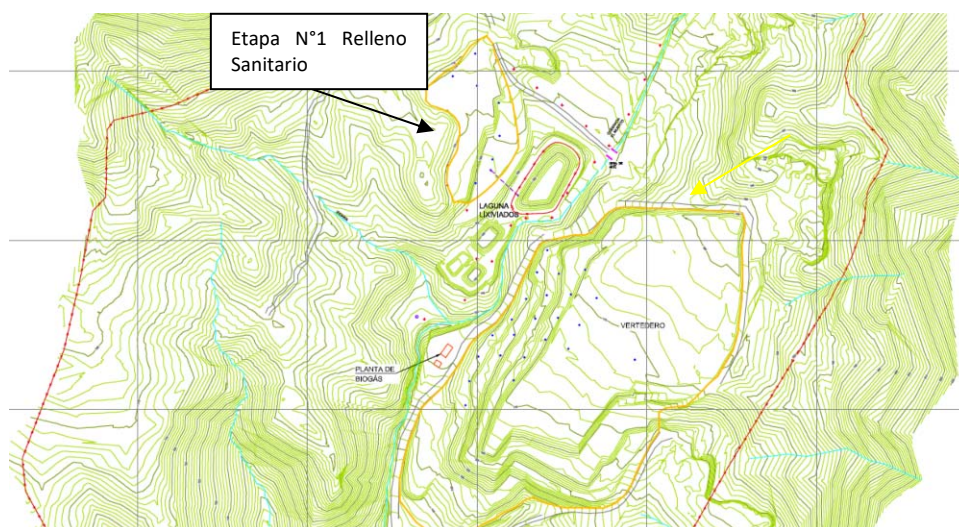 Etapa N°1 Relleno
Sanitario
LAGUNA
LIXIVIADOS
VERTEDERO
PLANTA DE
BIOGÁS